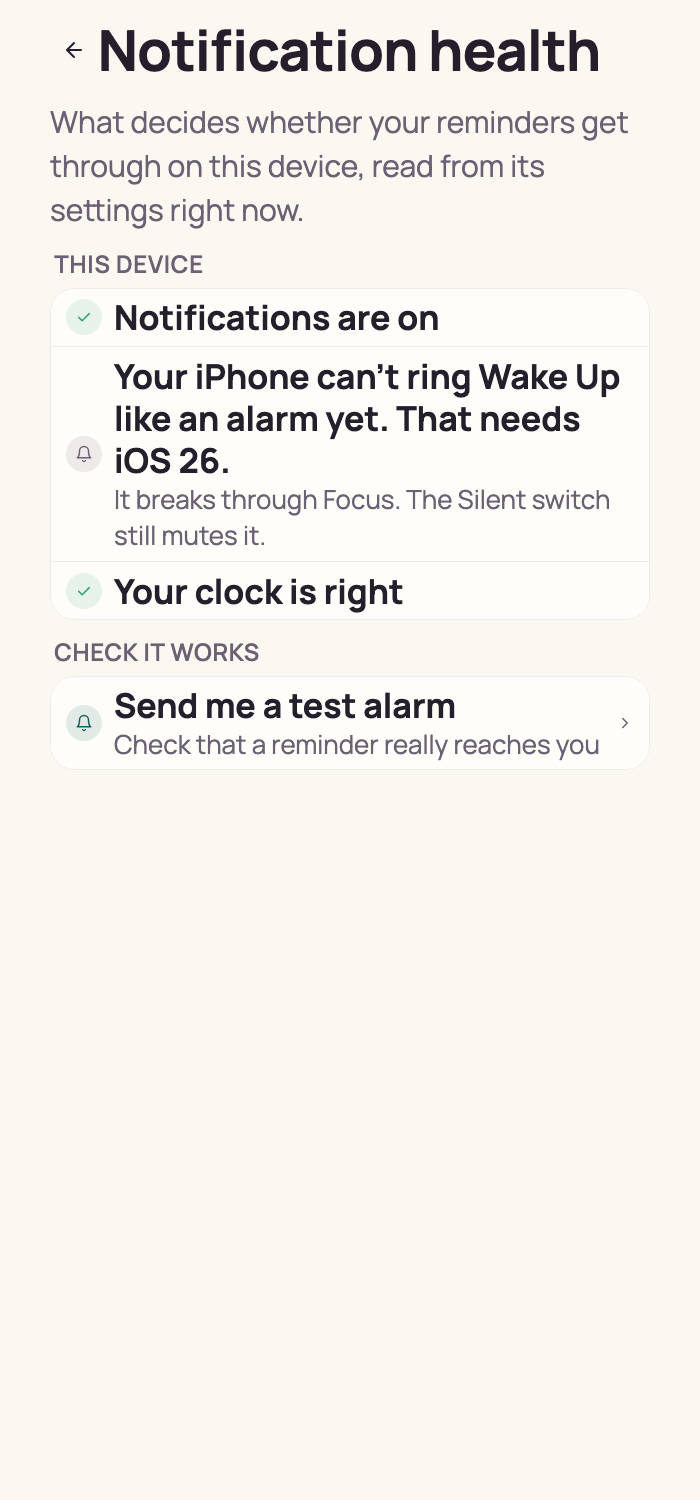 Notification health
What decides whether your reminders get
through on this device, read from its
settings right now.
THIS DEVICE
Notifications are on
Your iPhone can’t ring Wake Up
like an alarm yet. That needs
iOS 26.
It breaks through Focus. The Silent switch
still mutes it.
Your clock is right
CHECK IT WORKS
Send me a test alarm
Check that a reminder really reaches you